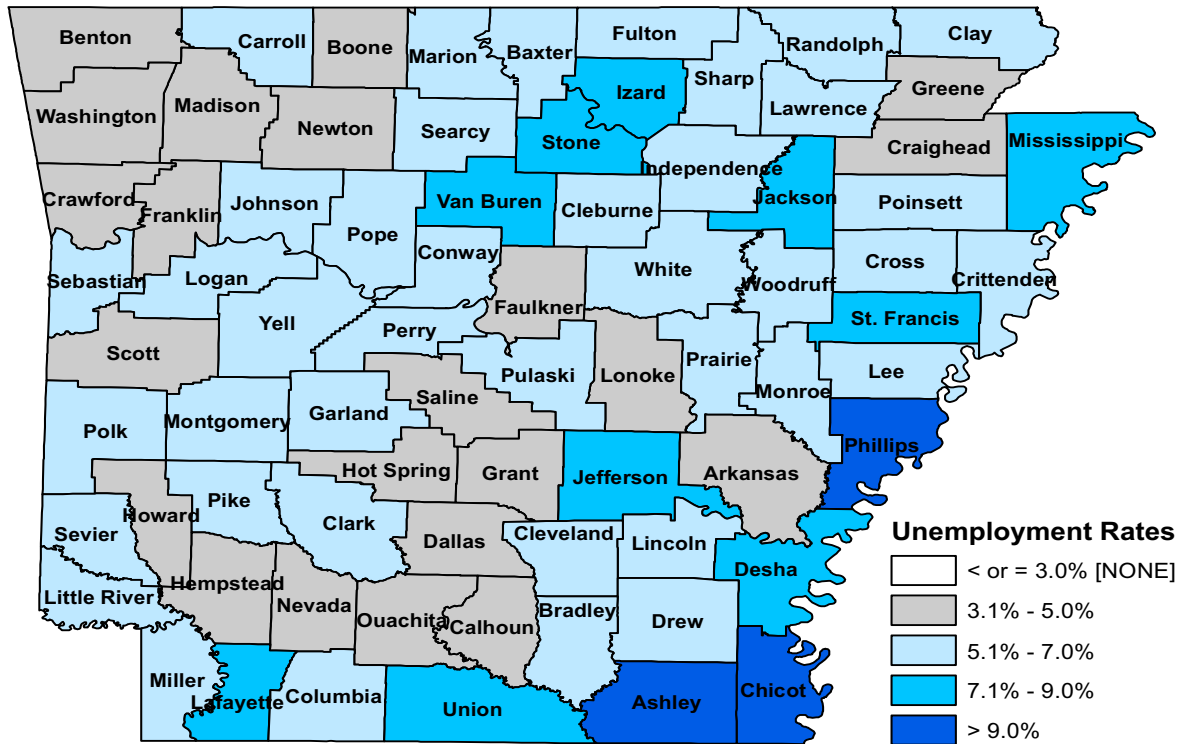 Benton
Carroll
Boone
Marion
Baxter
Fulton
Randolph
Clay
Sharp
Izard
Greene
Washington
Madison
Newton
Searcy
Stone
Lawrence
Mississippi
Craighead
Independence
Jackson
Crawford
Franklin
Johnson
Pope
Van Buren
Cleburne
Poinsett
Sebastian
Logan
Conway
White
Woodruff
Cross
Crittenden
Yell
Perry
Faulkner
St. Francis
Scott
Saline
Pulaski
Lonoke
Prairie
Monroe
Lee
Polk
Montgomery
Garland
Hot Spring
Grant
Jefferson
Arkansas
Phillips
Howard
Pike
Clark
Dallas
Cleveland
Lincoln
Desha
Sevier
Little River
Hempstead
Nevada
Ouachita
Calhoun
Bradley
Drew
Miller
Lafayette
Columbia
Union
Ashley
Chicot
Unemployment Rates
< or = 3.0% [NONE]
3.1% - 5.0%
5.1% - 7.0%
7.1% - 9.0%
> 9.0%